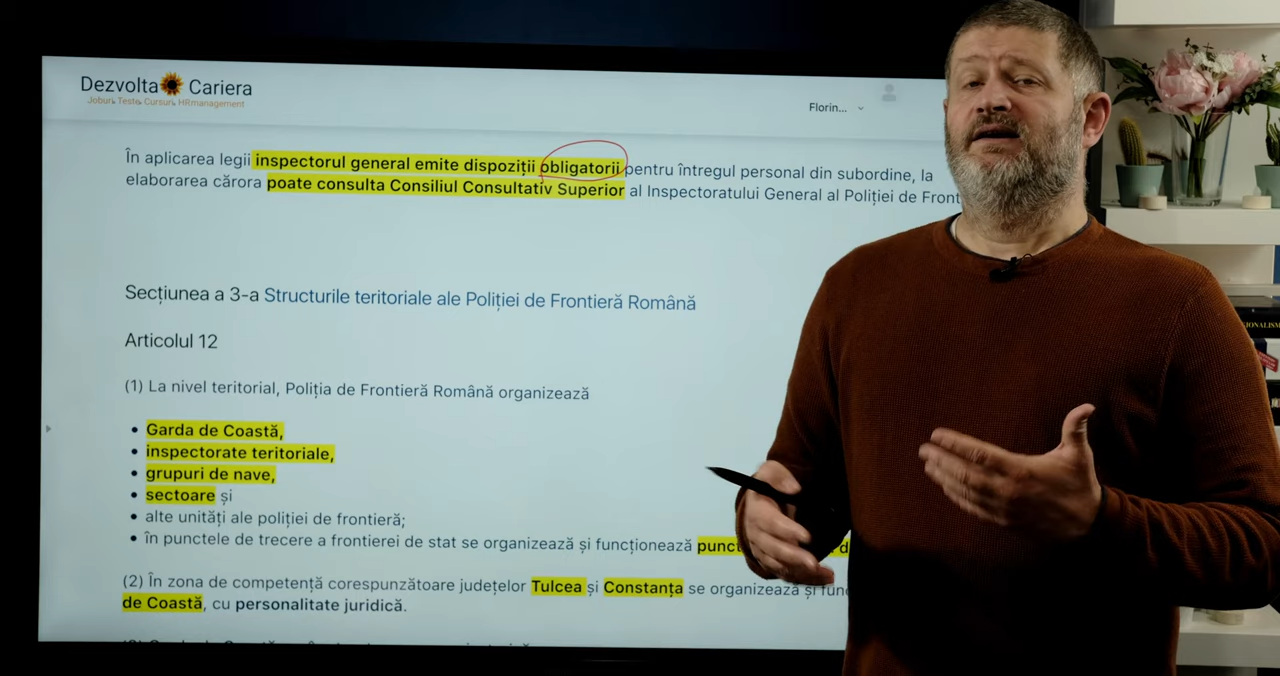 Dezvolta Cariera
Joburi, Teste, Cursuri, HRmanagement
Florin...
În aplicarea legii inspectorul general emite dispoziții obligatorii pentru întregul personal din subordine, la
elaborarea cărora poate consulta Consiliul Consultativ Superior al Inspectoratului General al Poliției de Front
Secțiunea a 3-a Structurile teritoriale ale Poliției de Frontieră Română
Articolul 12
(1) La nivel teritorial, Poliția de Frontieră Română organizează
• Garda de Coastă,
• inspectorate teritoriale,
• grupuri de nave,
• sectoare și
• alte unități ale poliției de frontieră;
• în punctele de trecere a frontierei de stat se organizează și funcționează punct
(2) În zona de competență corespunzătoare județelor Tulcea și Constanța se organizează și func
de Coastă, cu personalitate juridică.